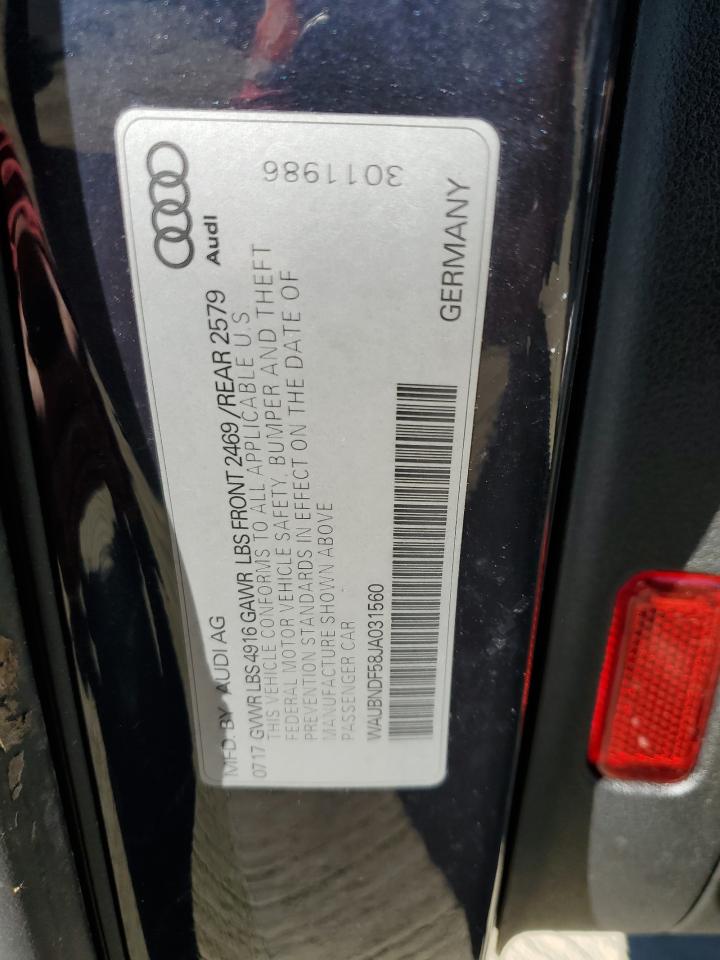 MFD. BY AUDI AG
Audi
0717 GVWR LBS 4916 GAWR LBS FRONT 2469 / REAR 2579
THIS VEHICLE CONFORMS TO ALL APPLICABLE U.S
FEDERAL MOTOR VEHICLE SAFETY, BUMPER AND THEFT
PREVENTION STANDARDS IN EFFECT ON THE DATE OF
MANUFACTURE SHOWN ABOVE
PASSENGER CAR
WAUBNDF58JA031560
3011986
GERMANY